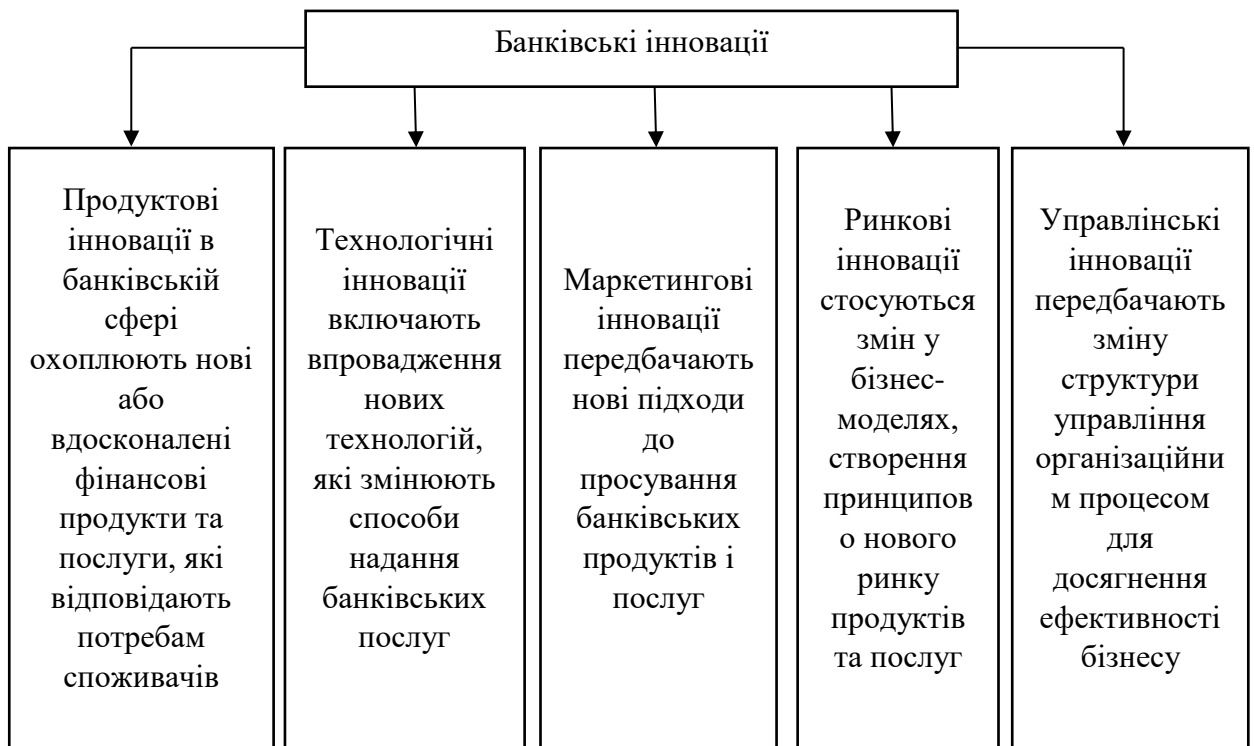 Банківські інновації
Продуктові
інновації в
банківській
сфері
охоплюють нові
або
вдосконалені
фінансові
продукти та
послуги, які
відповідають
потребам
споживачів
Технологічні
інновації
включають
впровадження
нових
технологій,
які змінюють
способи
надання
банківських
послуг
Маркетингові
інновації
передбачають
нові підходи
до
просування
банківських
продуктів і
послуг
Ринкові
інновації
стосуються
змін у
бізнес-
моделях,
створення
принципов
о нового
ринку
продуктів
та послуг
Управлінські
інновації
передбачають
зміну
структури
управління
організаційни
м процесом
для
досягнення
ефективності
бізнесу